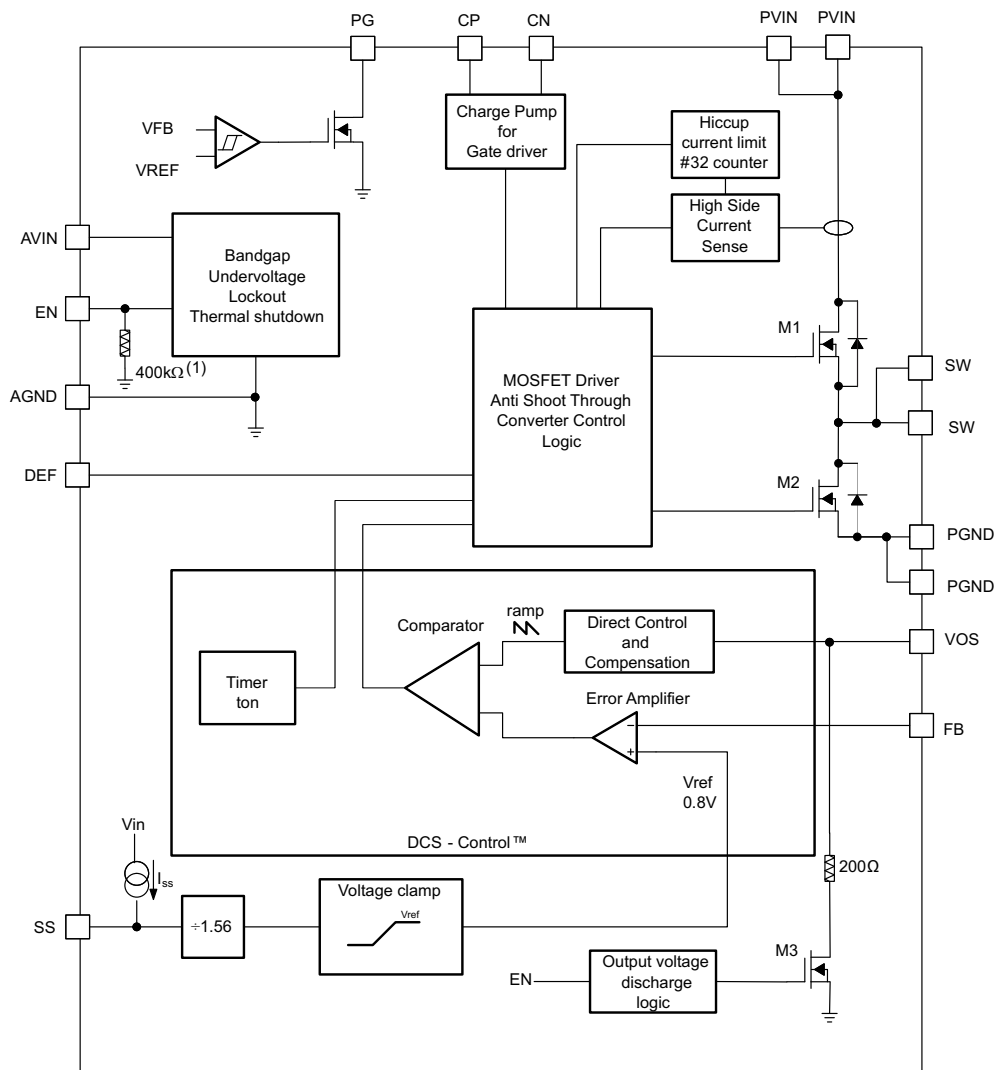 PG
CP
CN
PVIN
PVIN
Charge Pump
for
Gate driver
Hiccup
current limit
#32 counter
VFB
VREF
High Side
Current
Sense
AVIN
Bandgap
Undervoltage
Lockout
Thermal shutdown
EN
400kΩ(1)
AGND
M1
MOSFET Driver
Anti Shoot Through
Converter Control
Logic
SW
SW
DEF
M2
PGND
PGND
ramp
Comparator
Direct Control
and
Compensation
VOS
Timer
ton
Error Amplifier
−
+
FB
Vref
0.8V
DCS - Control™
Vin
Iss
200Ω
SS
÷1.56
Voltage clamp
Vref
M3
EN
Output voltage
discharge
logic